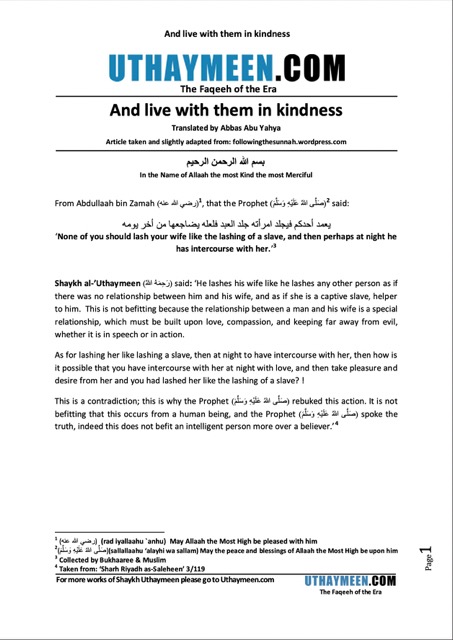 And live with them in kindness
UTHAYMEEN.COM
The Faqeeh of the Era
And live with them in kindness
Translated by Abbas Abu Yahya
Article taken and slightly adapted from: followingthesunnah.wordpress.com
بسم الله الرحمن الرحيم
In the Name of Allaah the most Kind the most Merciful
From Abdullaah bin Zamah (رضي الله عنه)1, that the Prophet (صَلَّى اللهُ عَلَيْهِ وَسَلَّمَ)2 said:
يعمد أحدكم فيجلد امرأته جلد العبد فلعله يضاجعها من آخر يومه
‘None of you should lash your wife like the lashing of a slave, and then perhaps at night he
has intercourse with her.’3
Shaykh al-’Uthaymeen (رَحِمَهُ اللهُ) said: ‘He lashes his wife like he lashes any other person as if
there was no relationship between him and his wife, and as if she is a captive slave, helper
to him. This is not befitting because the relationship between a man and his wife is a special
relationship, which must be built upon love, compassion, and keeping far away from evil,
whether it is in speech or in action.
As for lashing her like lashing a slave, then at night to have intercourse with her, then how is
it possible that you have intercourse with her at night with love, and then take pleasure and
desire from her and you had lashed her like the lashing of a slave? !
This is a contradiction; this is why the Prophet (صَلَّى اللهُ عَلَيْهِ وَسَلَّمَ) rebuked this action. It is not
befitting that this occurs from a human being, and the Prophet (صَلَّى اللهُ عَلَيْهِ وَسَلَّمَ) spoke the
truth, indeed this does not befit an intelligent person more over a believer.’4
1 (رضي الله عنه) (rad iyallaahu `anhu) May Allaah the Most High be pleased with him
2(صَلَّى اللهُ عَلَيْهِ وَسَلَّمَ)(sallallaahu ‘alayhi wa sallam) May the peace and blessings of Allaah the Most High be upon him
3 Collected by Bukhaaree & Muslim
4 Taken from: ‘Sharh Riyadh as-Saleheen’ 3/119
For more works of Shaykh Uthaymeen please go to Uthaymeen.com
UTHAYMEEN.COM
The Faqeeh of the Era
Page1